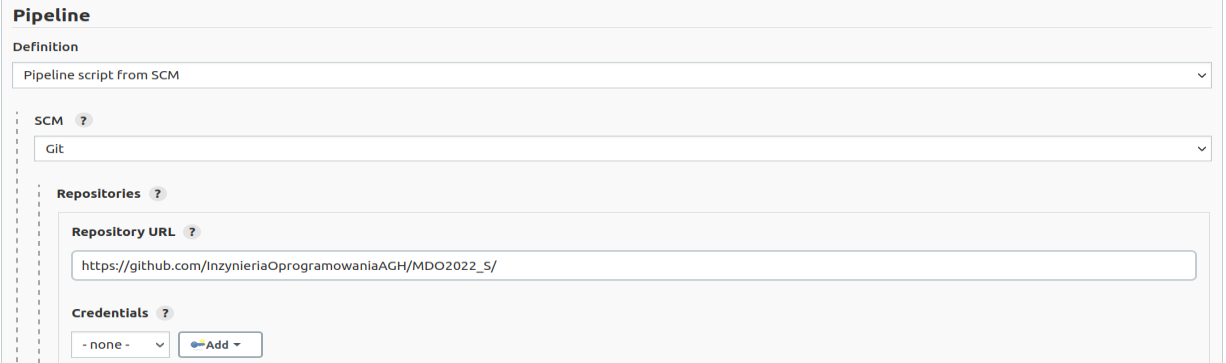 Pipeline
Definition
Pipeline script from SCM
SCM ?
Git
Repositories ?
Repository URL ?
https://github.com/InzynieriaOprogramowaniaAGH/MDO2022_S/
Credentials ?
- none - Add